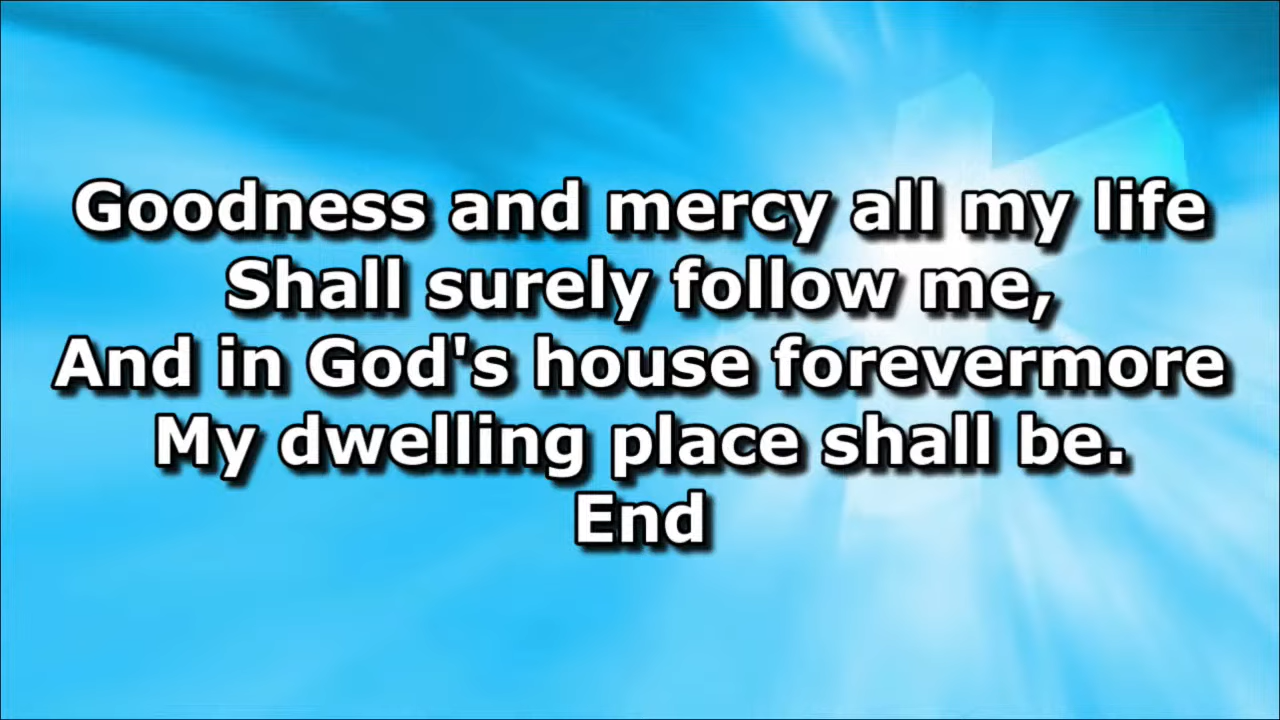 Goodness and mercy all my life
Shall surely follow me,
And in God's house forevermore
My dwelling place shall be.
End